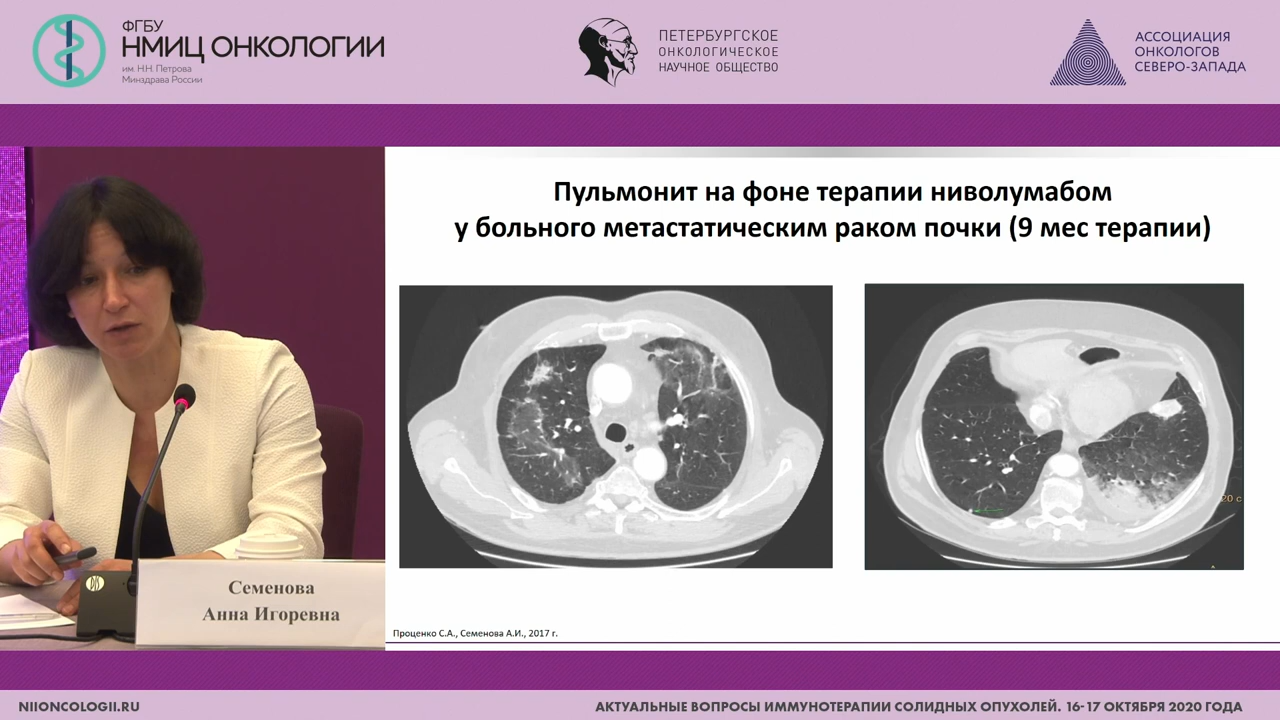 ФГБУ
НМИЦ ОНКОЛОГИИ
им. Н.Н. Петрова
Минздрава России
ПЕТЕРБУРГСКОЕ
ОНКОЛОГИЧЕСКОЕ
НАУЧНОЕ ОБЩЕСТВО
АССОЦИАЦИЯ
ОНКОЛОГОВ
СЕВЕРО-ЗАПАДА
Пульмонит на фоне терапии ниволумабом
у больного метастатическим раком почки (9 мес терапии)
20 c
Семенова
Анна Игоревна
Проценко С.А., Семенова А.И., 2017 г.
NIIONCOLOGII.RU
АКТУАЛЬНЫЕ ВОПРОСЫ ИММУНОТЕРАПИИ СОЛИДНЫХ ОПУХОЛЕЙ. 16-17 ОКТЯБРЯ 2020 ГОДА